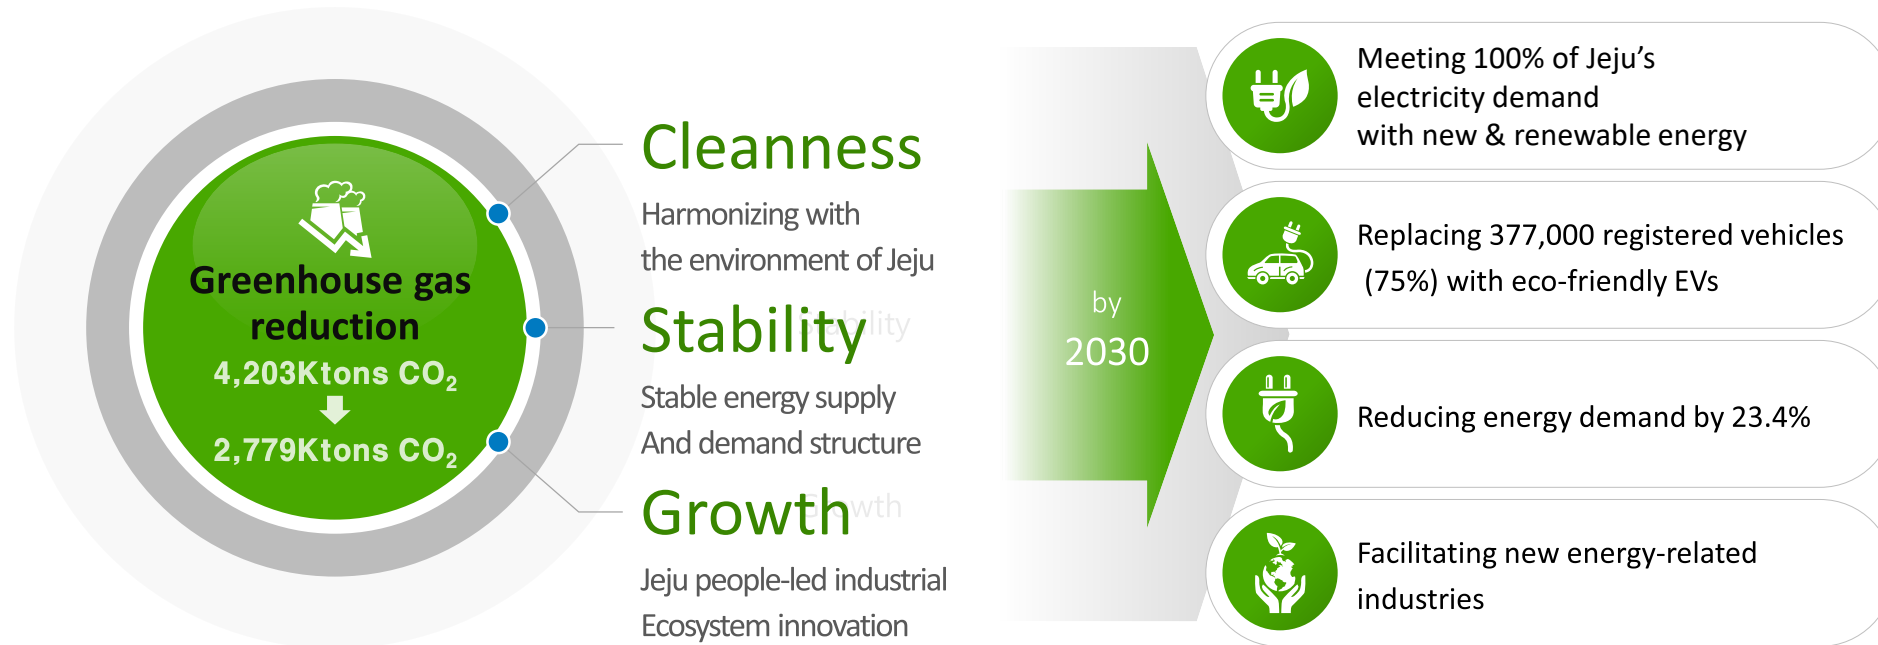 Greenhouse gas
reduction
4,203Ktons CO₂
2,779Ktons CO₂
Cleanness
Harmonizing with
the environment of Jeju
Stability
Stability
Stable energy supply
And demand structure
Growth
Growth
Jeju people-led industrial
Ecosystem innovation
by
2030
Meeting 100% of Jeju’s
electricity demand
with new & renewable energy
Replacing 377,000 registered vehicles
(75%) with eco-friendly EVs
Reducing energy demand by 23.4%
Facilitating new energy-related
industries